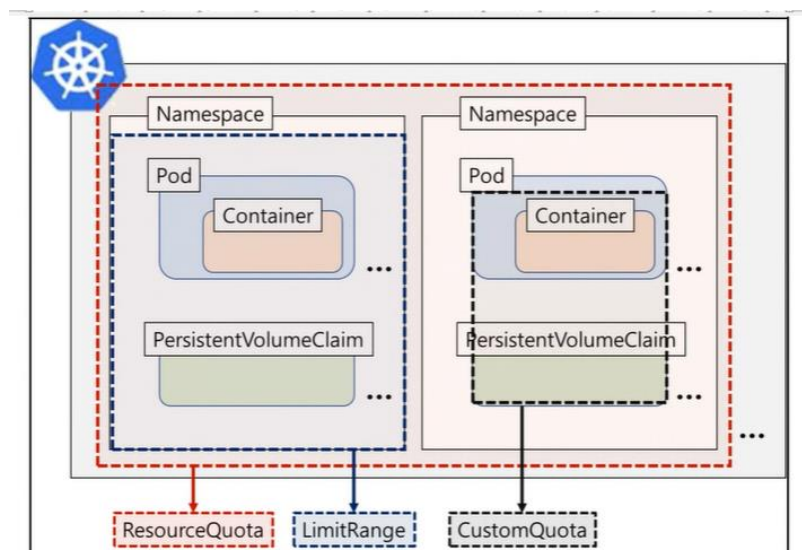 Namespace
Namespace
Pod
Pod
Container
Container
...
...
PersistentVolumeClaim
PersistentVolumeClaim
...
...
...
ResourceQuota
LimitRange
CustomQuota